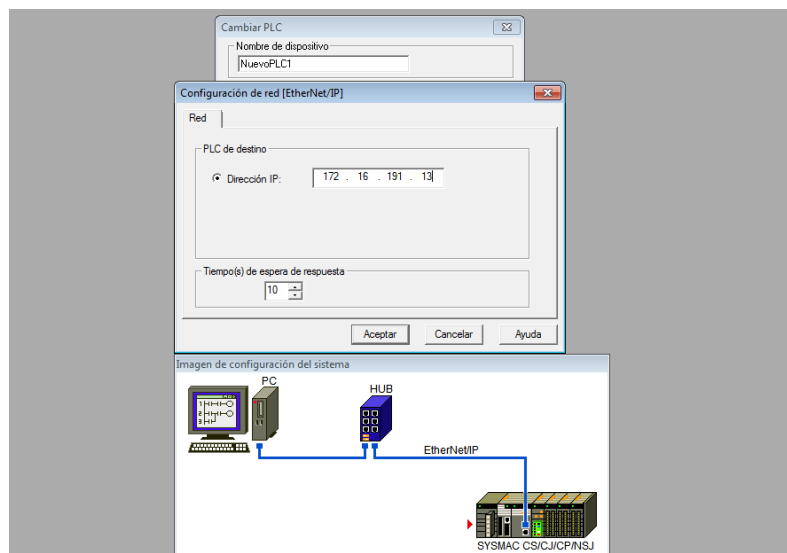 Cambiar PLC
Nombre de dispositivo
NuevoPLC1
Configuración de red [EtherNet/IP]
Red
PLC de destino
Dirección IP: 172 . 16 . 191 . 13
Tiempo(s) de espera de respuesta
10
Aceptar Cancelar Ayuda
Imagen de configuración del sistema
PC
HUB
EtherNet/IP
SYSMAC CS/CJ/CP/NSJ